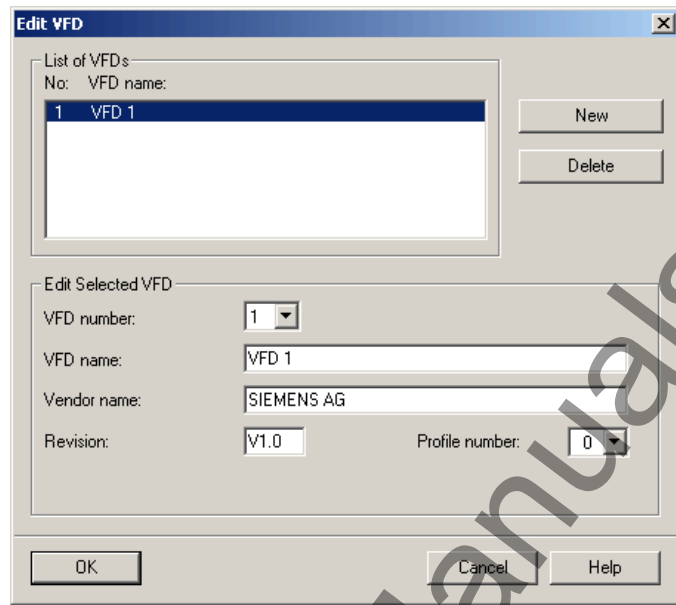 Edit VFD
List of VFDs
No: VFD name:
1 VFD 1
New
Delete
Edit Selected VFD
VFD number: 1
VFD name: VFD 1
Vendor name: SIEMENS AG
Revision: V1.0 Profile number: 0
OK Cancel Help